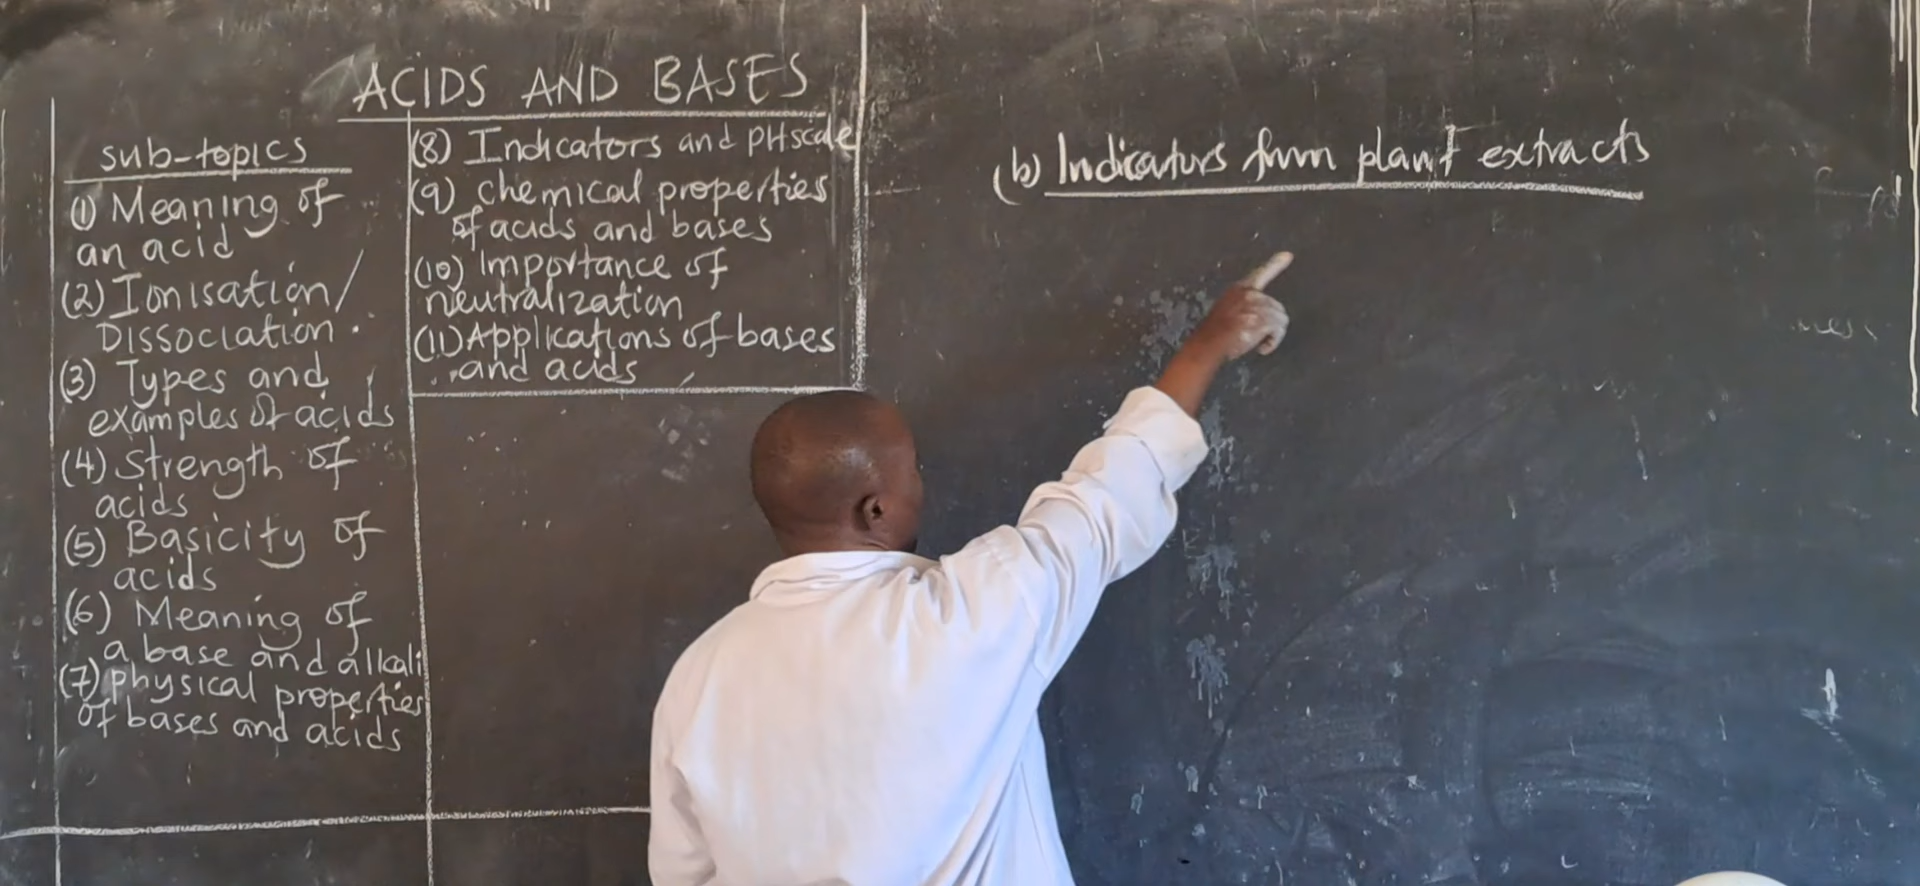 ACIDS AND BASES
sub-topics
(1) Meaning of
an acid
(2) Ionisation/
Dissociation.
(3) Types and
examples of acids
(4) strength of
acids
(5) Basicity of
acids
(6) Meaning of
a base and alkali
(7) physical properties
of bases and acids
(8) Indicators and PH scale
(9) chemical properties
of acids and bases
(10) Importance of
neutralization
(11) Applications of bases
and acids
(b) Indicators from plant extracts